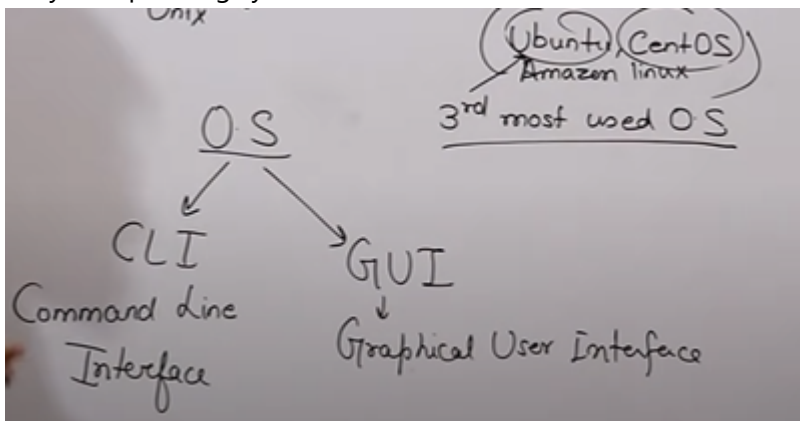 Unix
Ubuntu, CentOS
Amazon linux
3rd most used OS
OS
CLI
GUI
Command Line
Interface
Graphical User Interface